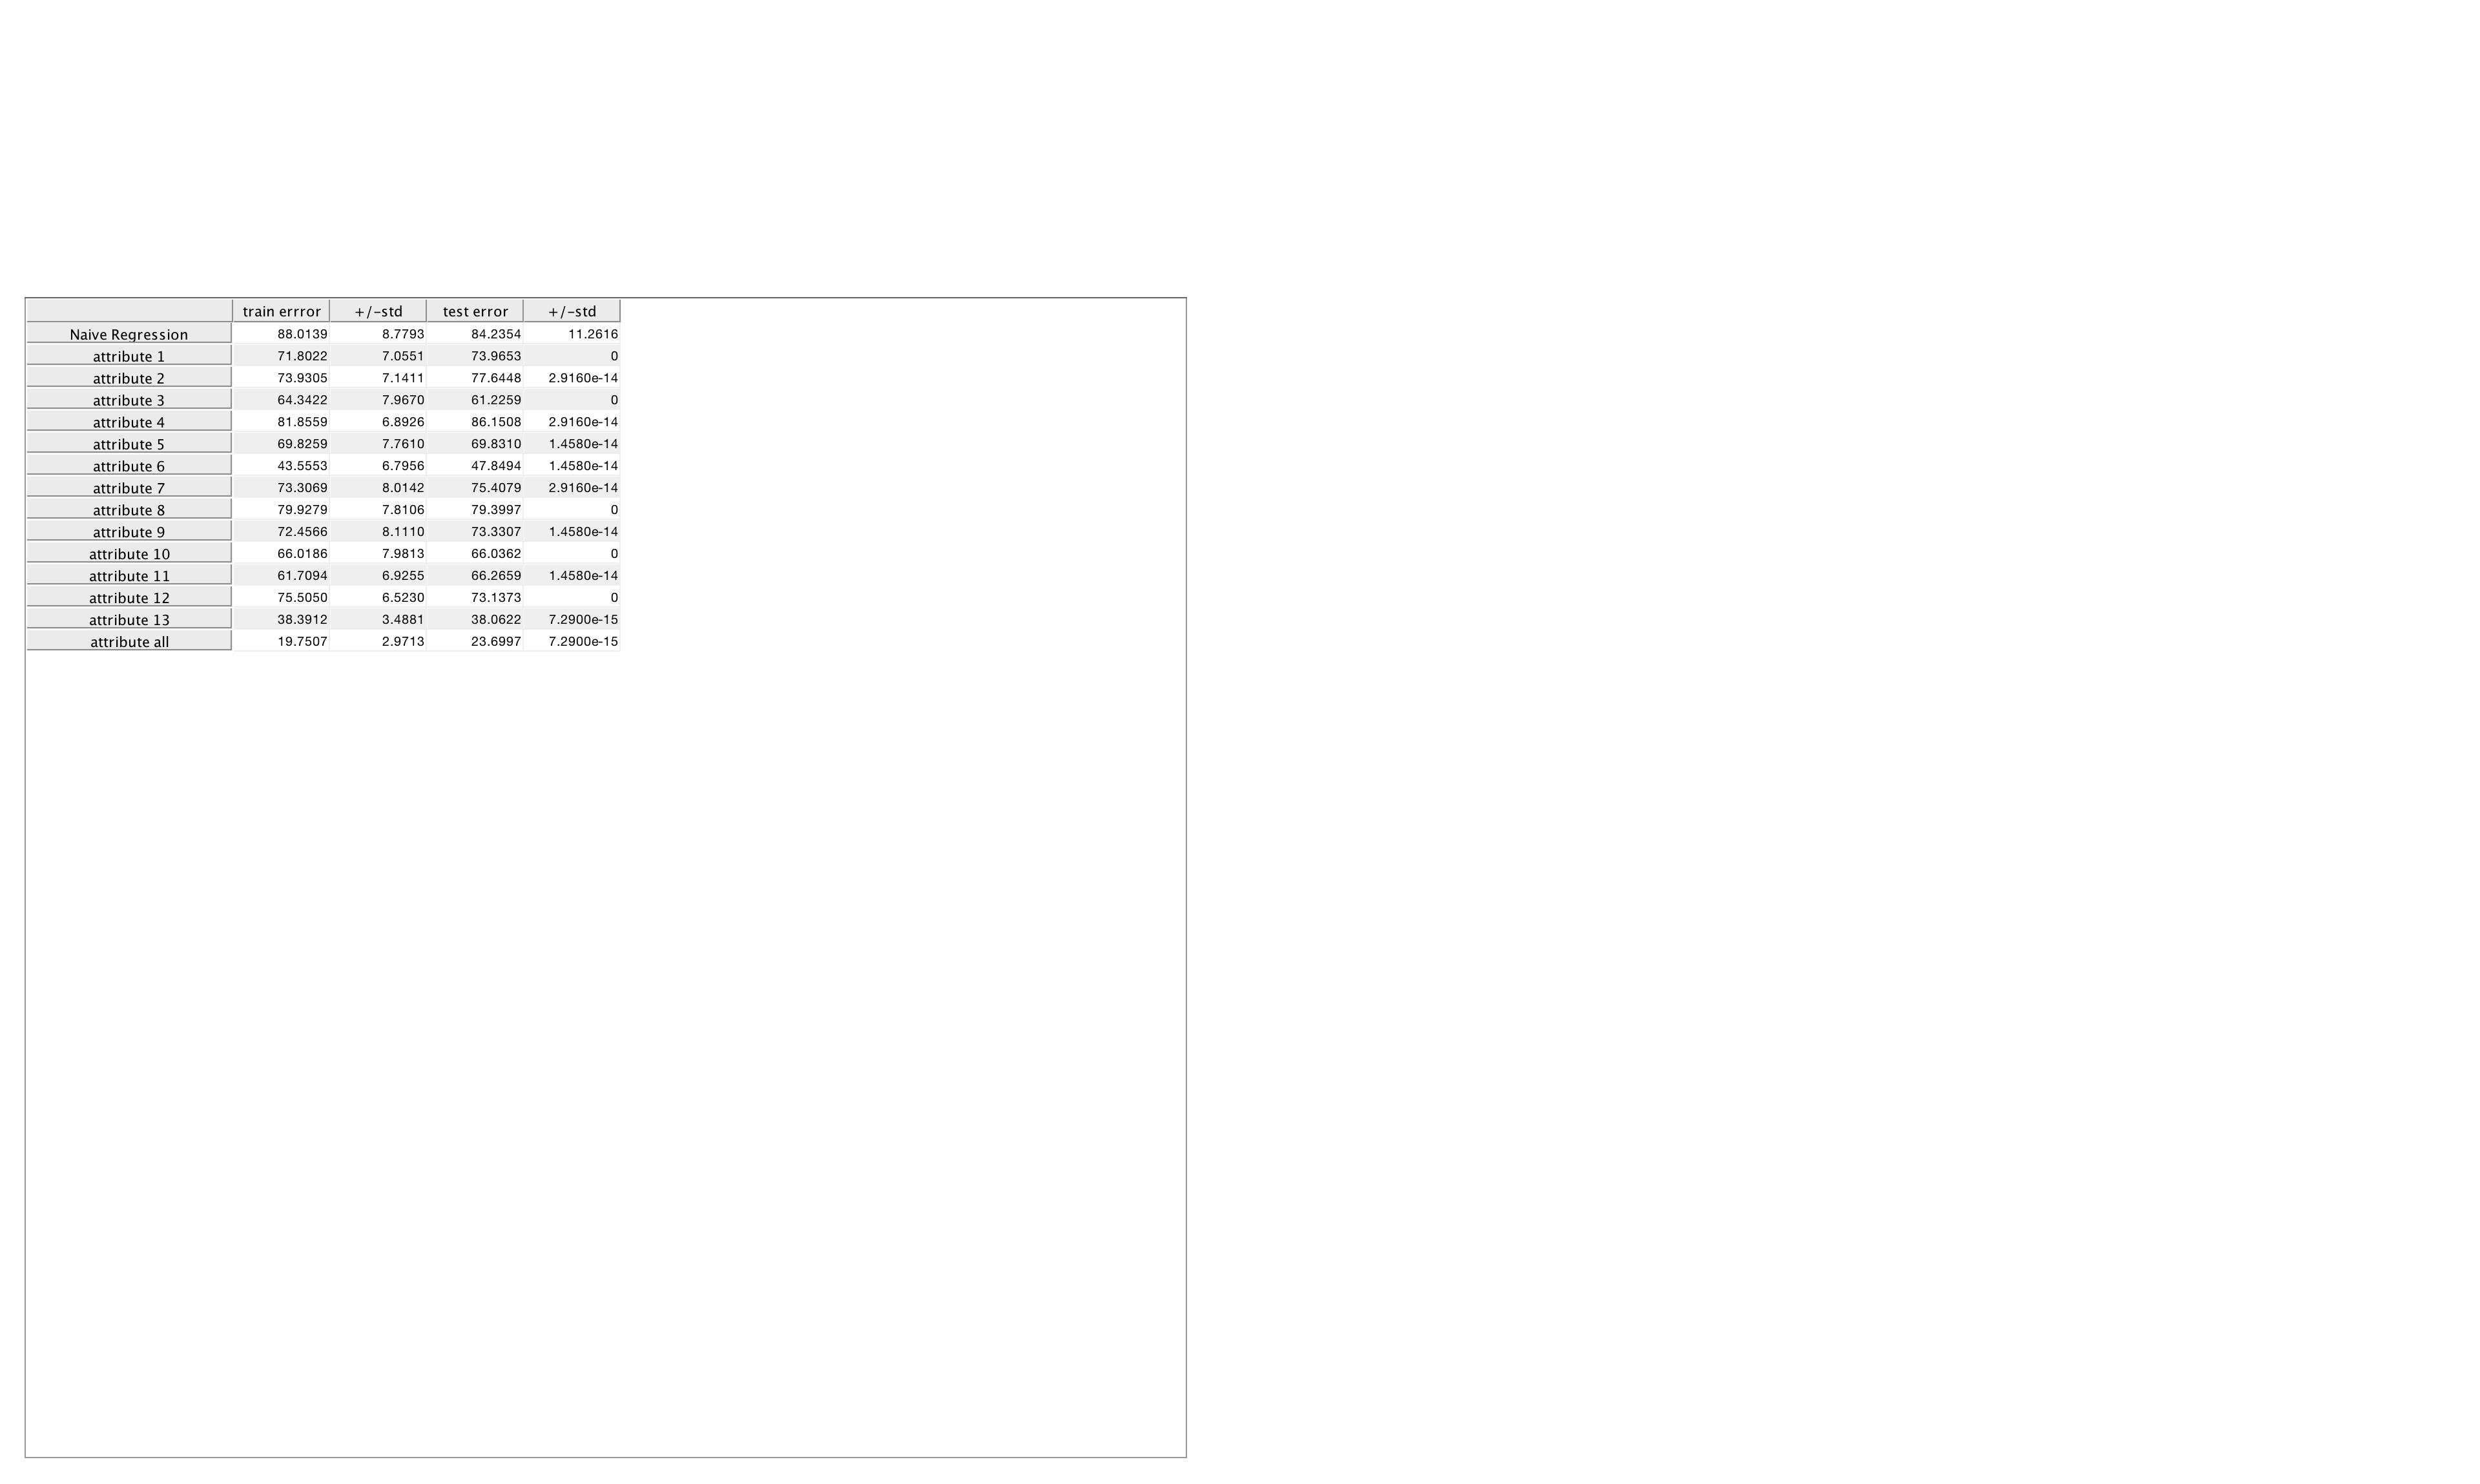 train errror +/-std test error +/-std
Naive Regression 88.0139 8.7793 84.2354 11.2616
attribute 1 71.8022 7.0551 73.9653 0
attribute 2 73.9305 7.1411 77.6448 2.9160e-14
attribute 3 64.3422 7.9670 61.2259 0
attribute 4 81.8559 6.8926 86.1508 2.9160e-14
attribute 5 69.8259 7.7610 69.8310 1.4580e-14
attribute 6 43.5553 6.7956 47.8494 1.4580e-14
attribute 7 73.3069 8.0142 75.4079 2.9160e-14
attribute 8 79.9279 7.8106 79.3997 0
attribute 9 72.4566 8.1110 73.3307 1.4580e-14
attribute 10 66.0186 7.9813 66.0362 0
attribute 11 61.7094 6.9255 66.2659 1.4580e-14
attribute 12 75.5050 6.5230 73.1373 0
attribute 13 38.3912 3.4881 38.0622 7.2900e-15
attribute all 19.7507 2.9713 23.6997 7.2900e-15